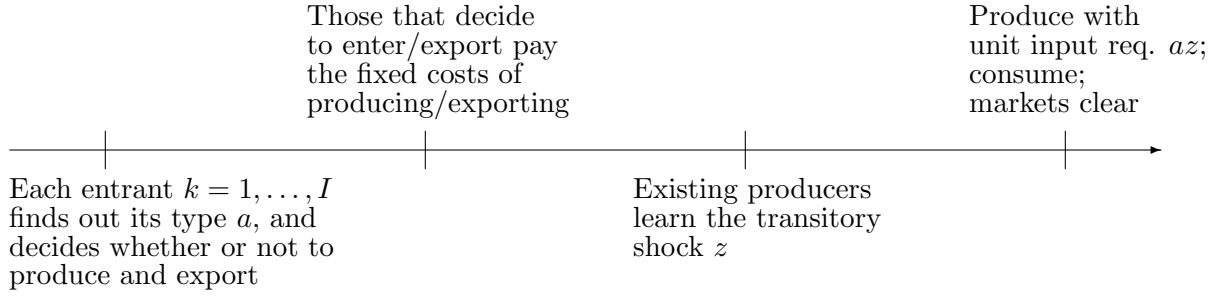 Those that decide
to enter/export pay
the fixed costs of
producing/exporting
Produce with
unit input req. az;
consume;
markets clear
Each entrant k = 1, . . . , I
finds out its type a, and
decides whether or not to
produce and export
Existing producers
learn the transitory
shock z